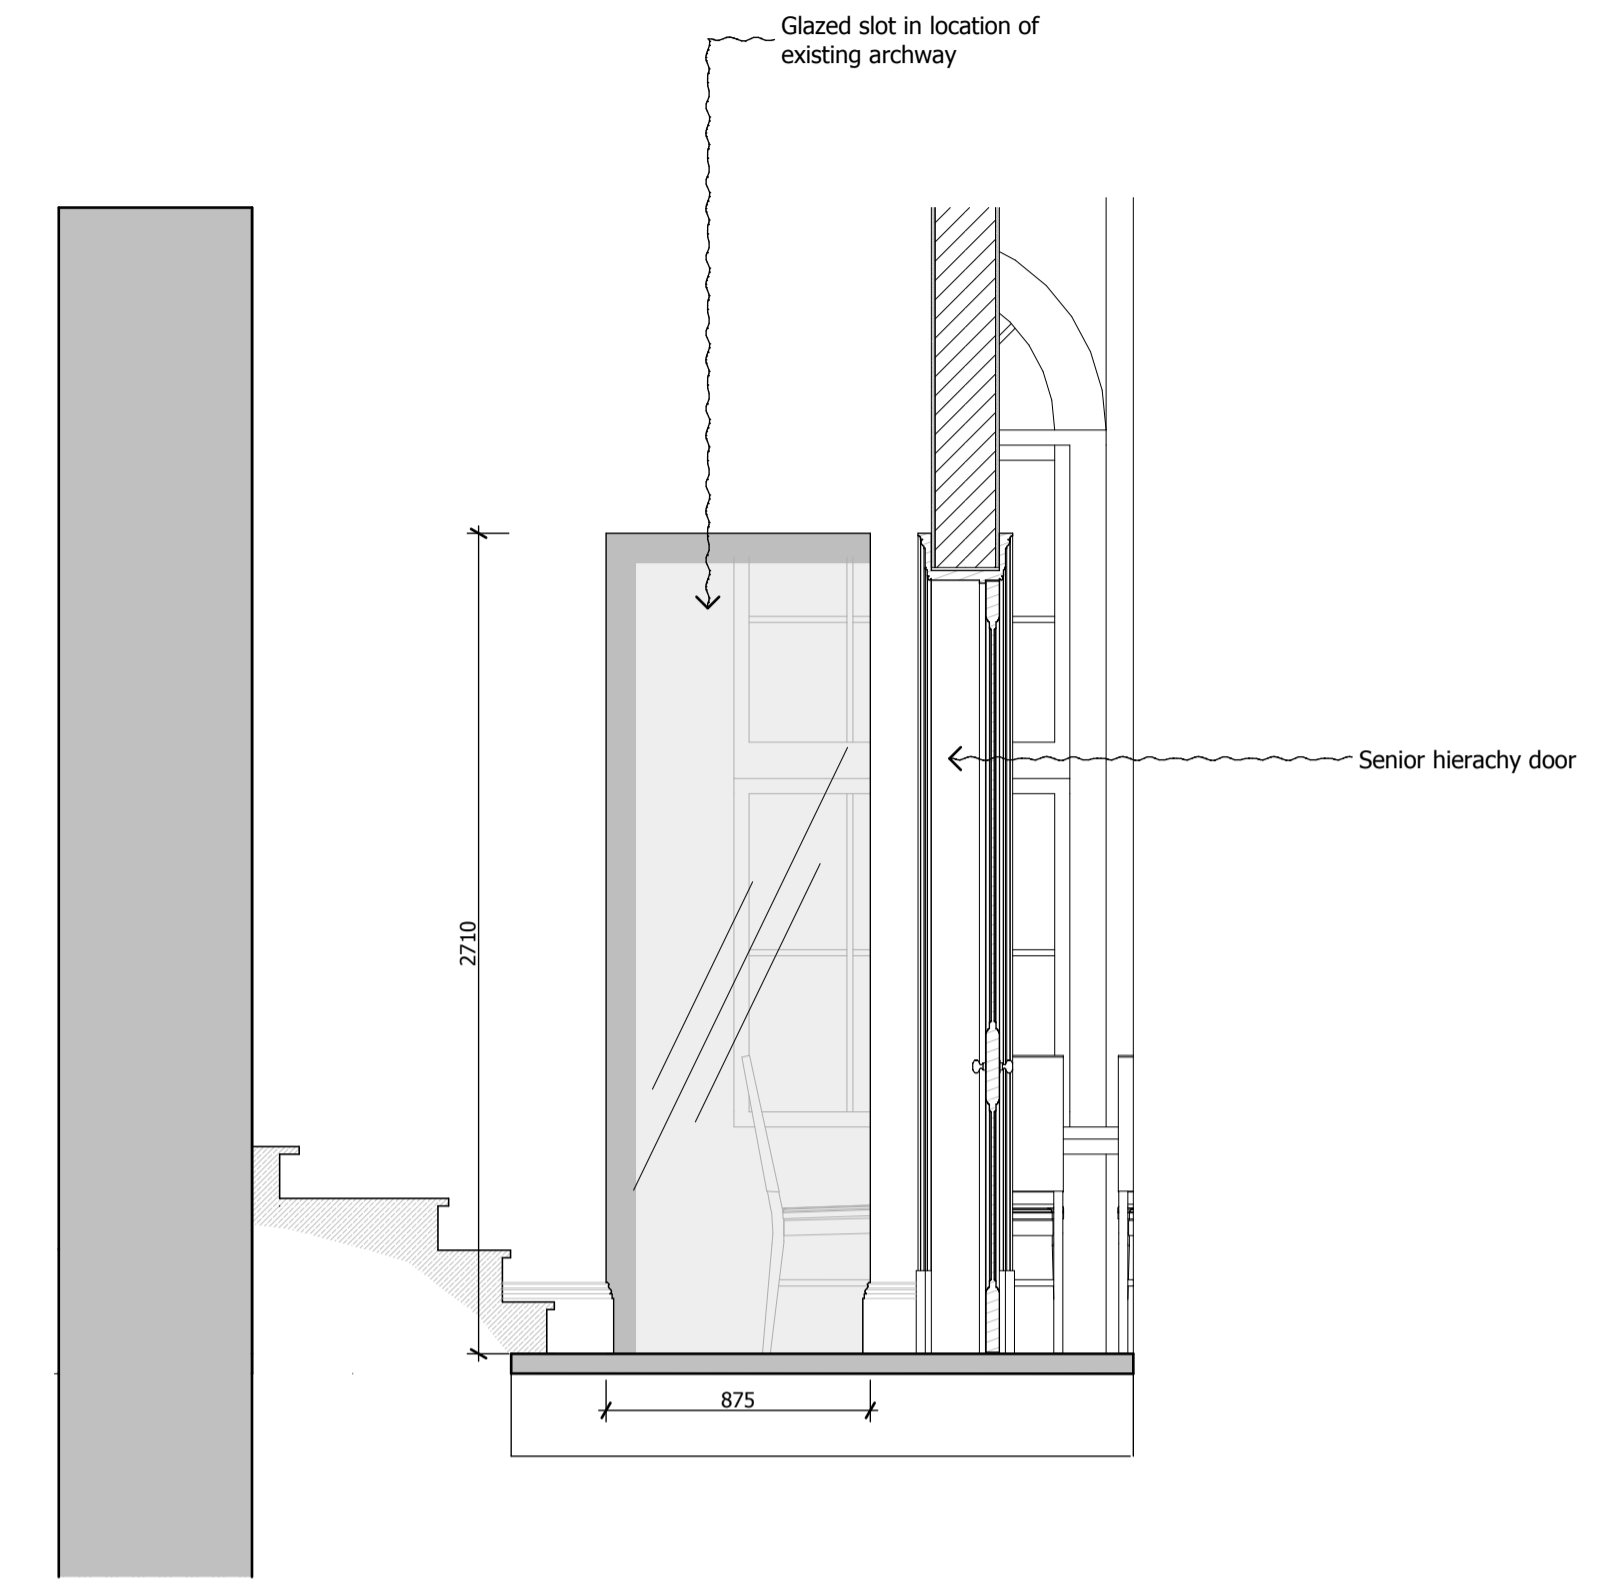 Glazed slot in location of
existing archway
Senior hierachy door
2710
875